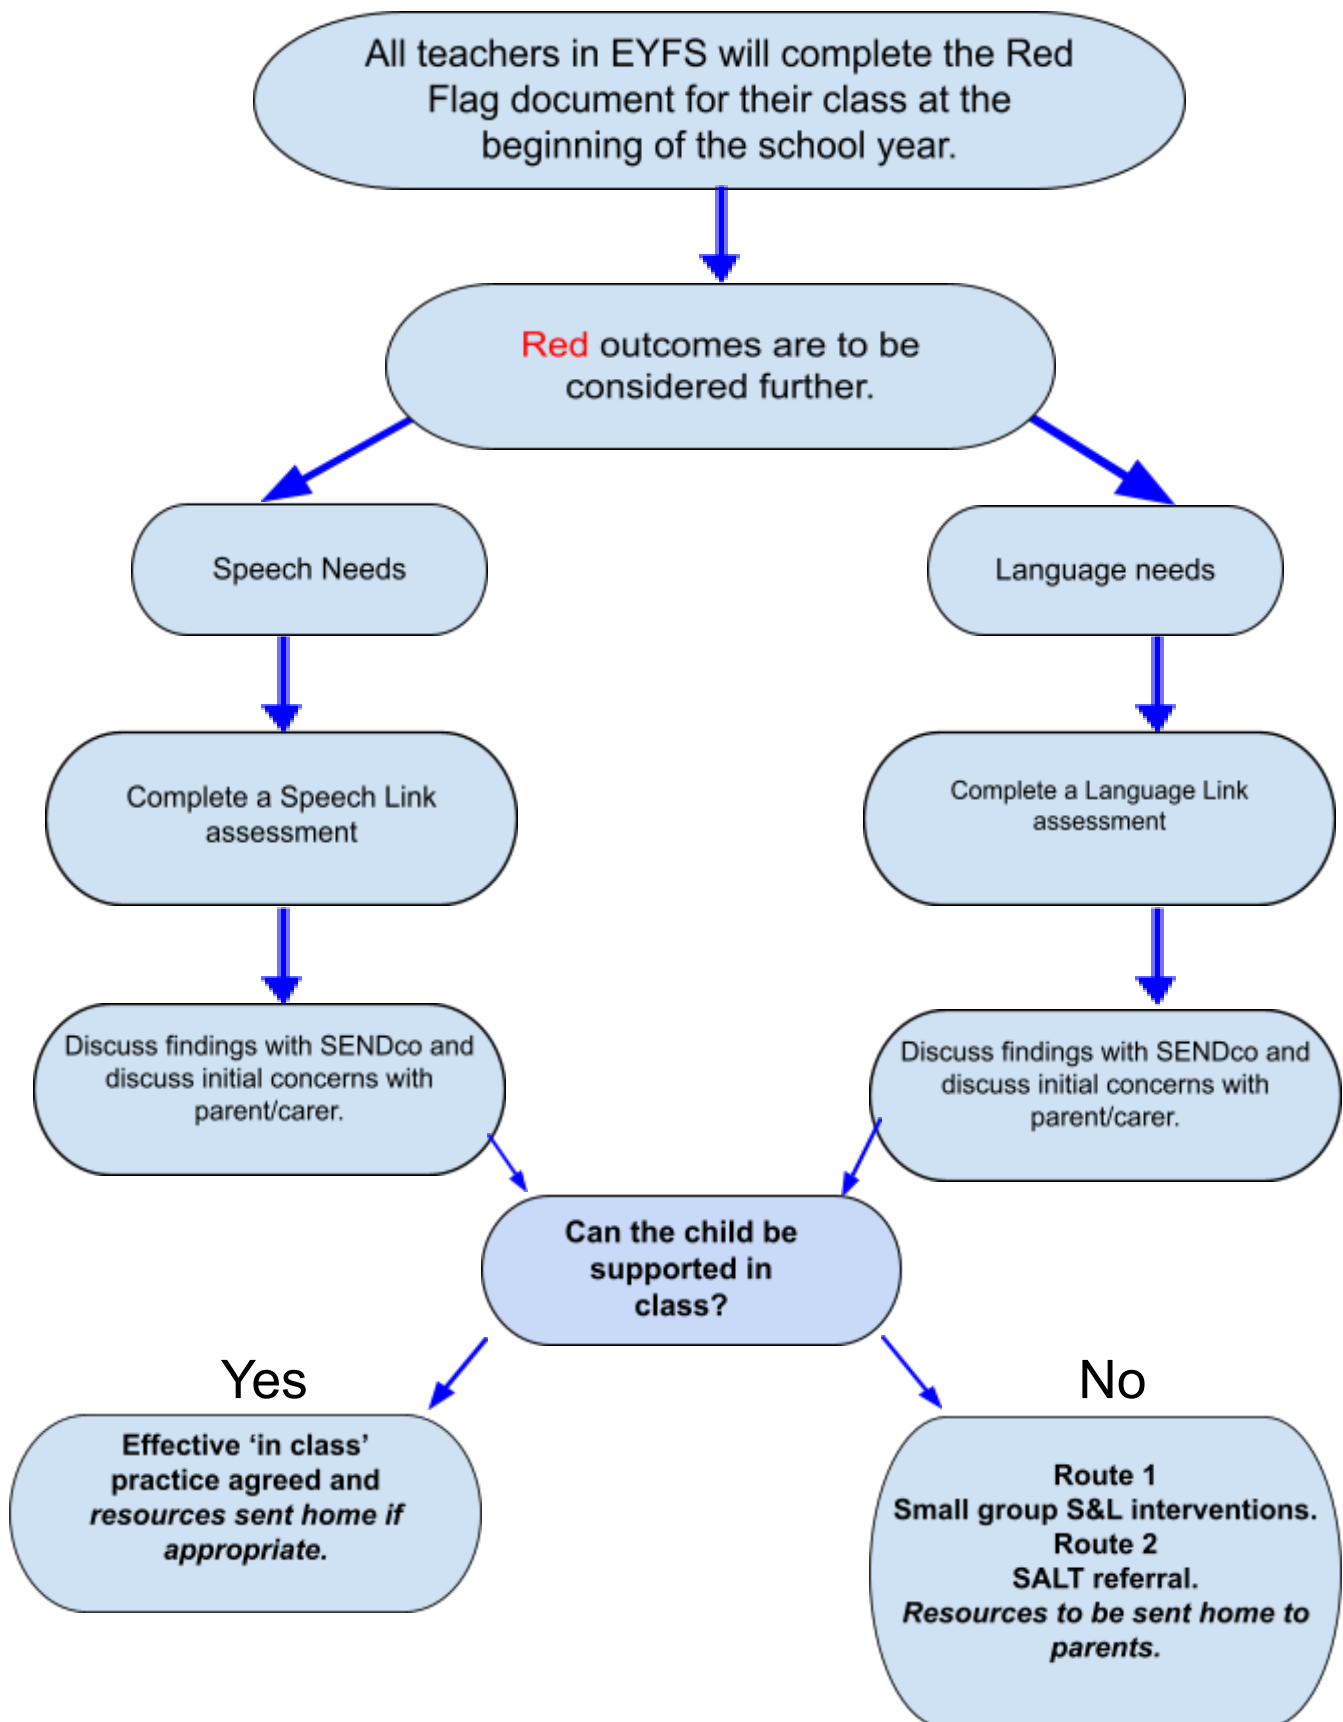 All teachers in EYFS will complete the Red
Flag document for their class at the
beginning of the school year.
Red outcomes are to be
considered further.
Speech Needs
Language needs
Complete a Speech Link
assessment
Complete a Language Link
assessment
Discuss findings with SENDco and
discuss initial concerns with
parent/carer.
Discuss findings with SENDco and
discuss initial concerns with
parent/carer.
Can the child be
supported in
class?
Yes
No
Effective ‘in class’
practice agreed and
resources sent home if
appropriate.
Route 1
Small group S&L interventions.
Route 2
SALT referral.
Resources to be sent home to
parents.